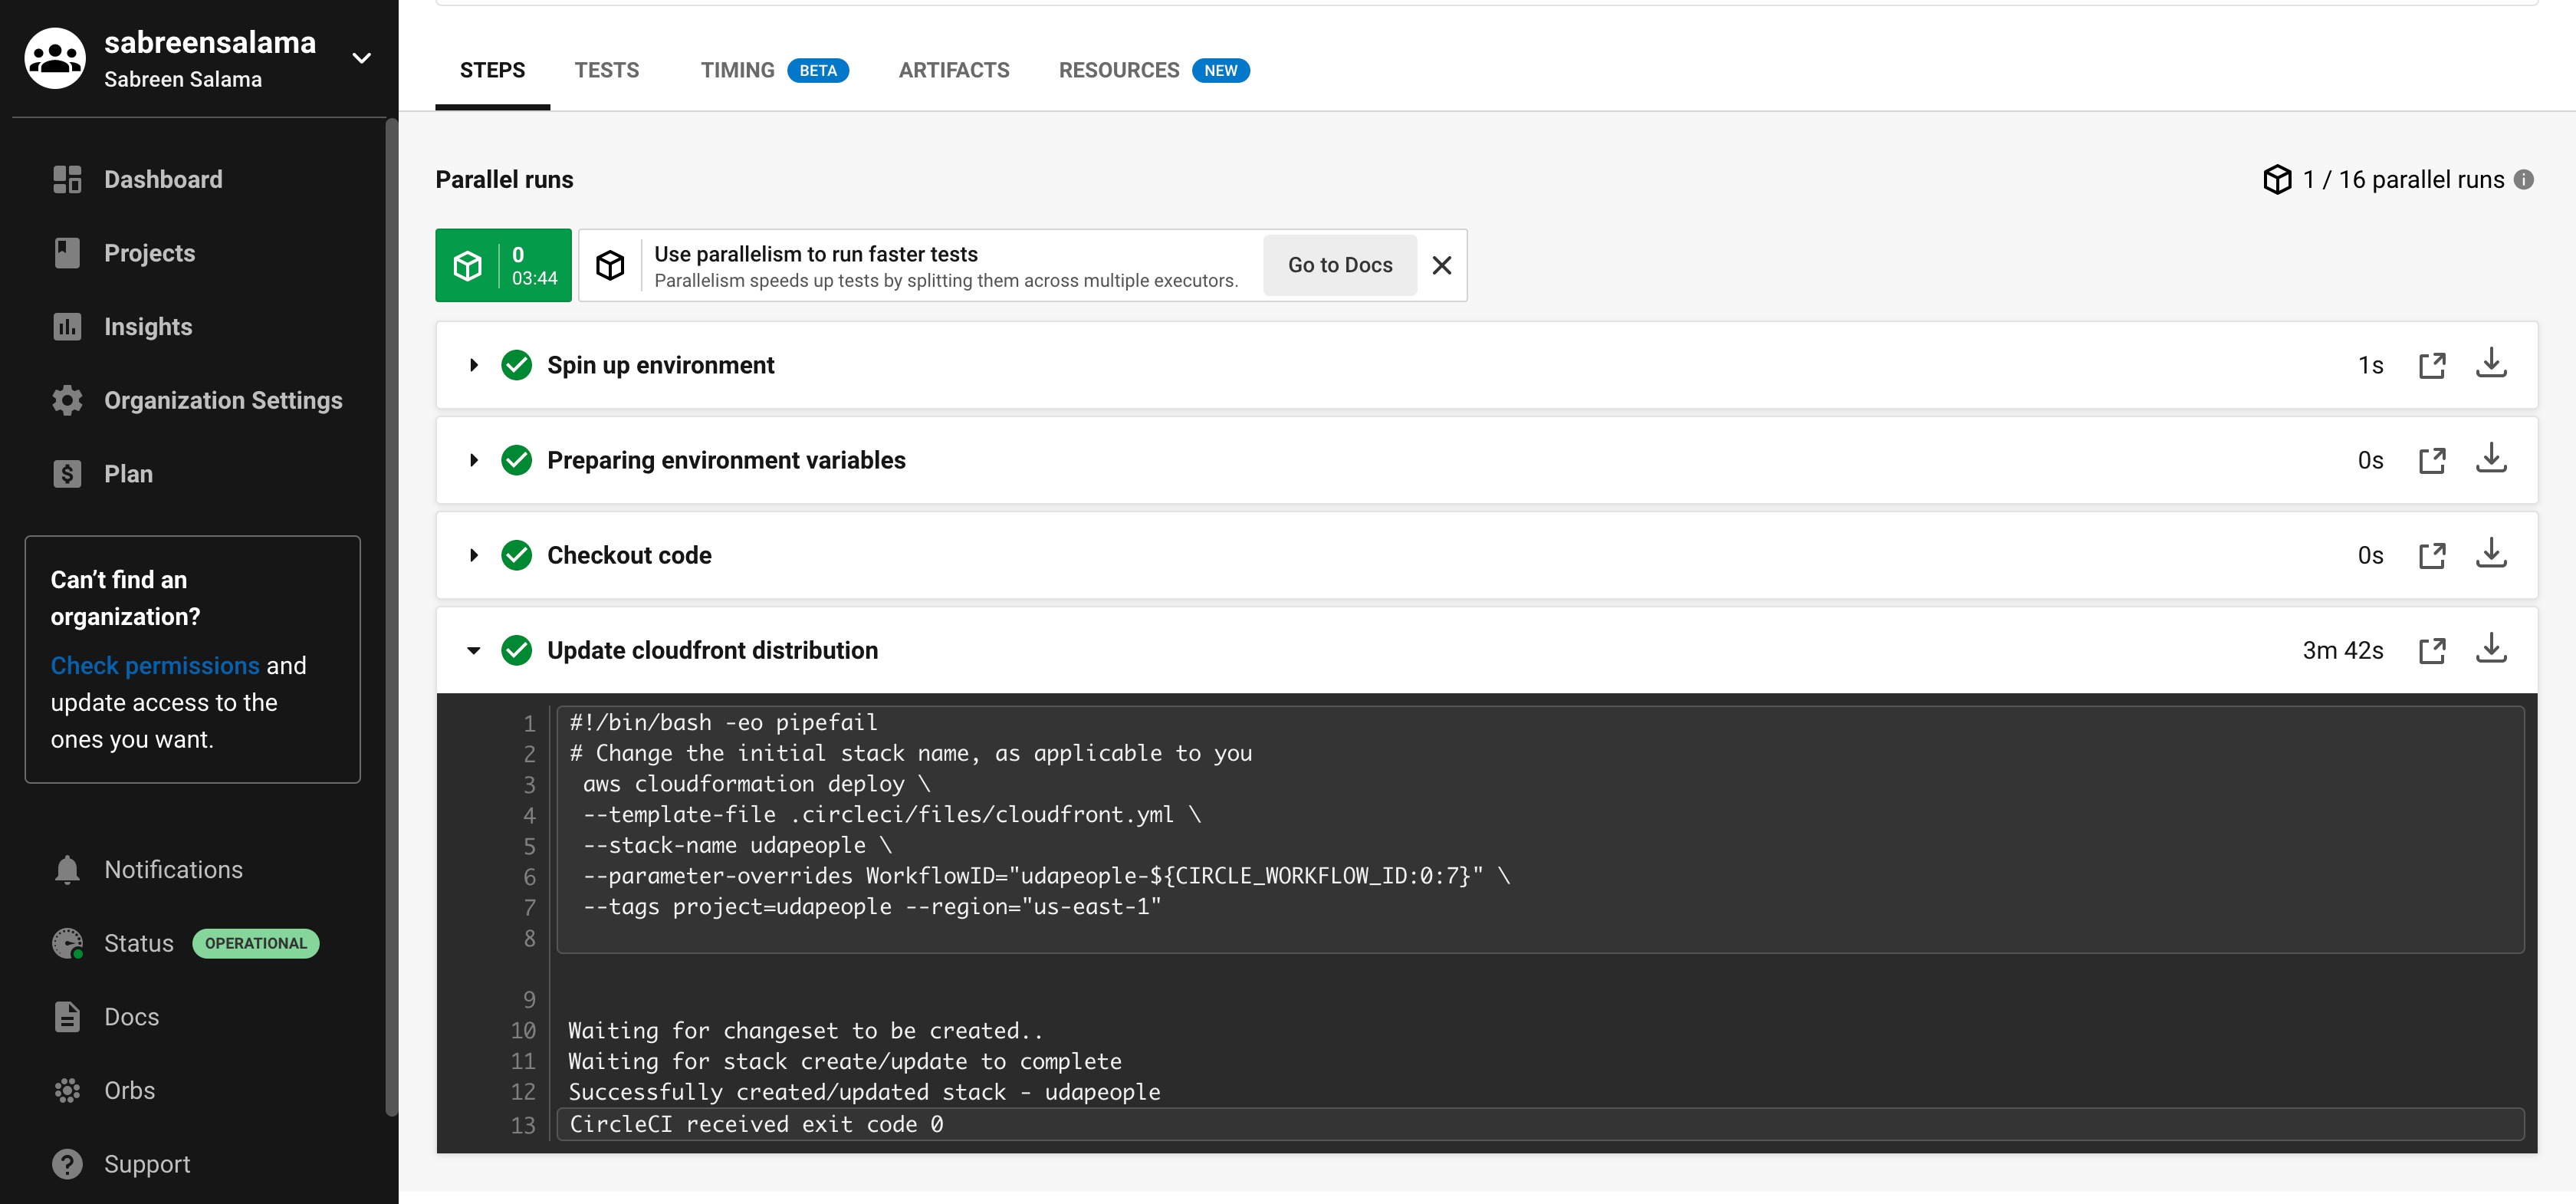 sabreensalama
Sabreen Salama
Dashboard
Projects
Insights
Organization Settings
Plan
Can’t find an
organization?
Check permissions and
update access to the
ones you want.
Notifications
Status OPERATIONAL
Docs
Orbs
Support
STEPS TESTS TIMING BETA ARTIFACTS RESOURCES NEW
Parallel runs
1 / 16 parallel runs
0
03:44
Use parallelism to run faster tests
Parallelism speeds up tests by splitting them across multiple executors.
Go to Docs
Spin up environment 1s
Preparing environment variables 0s
Checkout code 0s
Update cloudfront distribution 3m 42s
1 #!/bin/bash -eo pipefail
2 # Change the initial stack name, as applicable to you
3 aws cloudformation deploy \
4 --template-file .circleci/files/cloudfront.yml \
5 --stack-name udapeople \
6 --parameter-overrides WorkflowID="udapeople-${CIRCLE_WORKFLOW_ID:0:7}" \
7 --tags project=udapeople --region="us-east-1"
8
9
10 Waiting for changeset to be created..
11 Waiting for stack create/update to complete
12 Successfully created/updated stack - udapeople
13 CircleCI received exit code 0